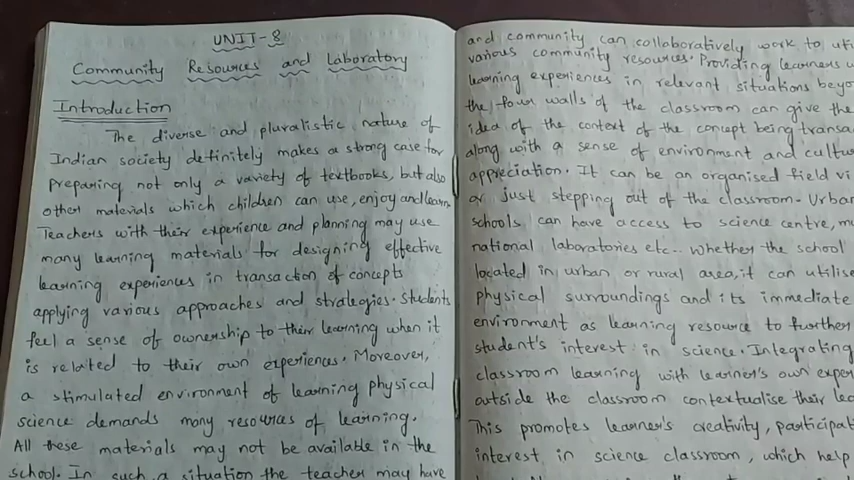 UNIT-8
Community Resources and Laboratory
Introduction
The diverse and pluralistic nature of
Indian society definitely makes a strong case for
preparing not only a variety of textbooks, but also
other materials which children can use, enjoy and learn.
Teachers with their experience and planning may use
many learning materials for designing effective
learning experiences in transaction of concepts
applying various approaches and strategies. Students
feel a sense of ownership to their learning when it
is related to their own experiences. Moreover,
a stimulated environment of learning physical
science demands many resources of learning.
All these materials may not be available in the
school. In such a situation the teacher may have
and community can collaboratively work to
various community resources. Providing learners
learning experiences in relevant situations
the four walls of the classroom can give the
idea of the context of the concept being
along with a sense of environment and
appreciation. It can be an organised field
or just stepping out of the classroom. Urban
schools can have access to science centre,
national laboratories etc.. Whether the school
located in urban or rural area, it can utilise
physical surroundings and its immediate
environment as learning resource to further
student's interest in science. Integrating
classroom learning with learner's own
outside the classroom contextualise their
This promotes learner's creativity,
interest in science classroom, which help